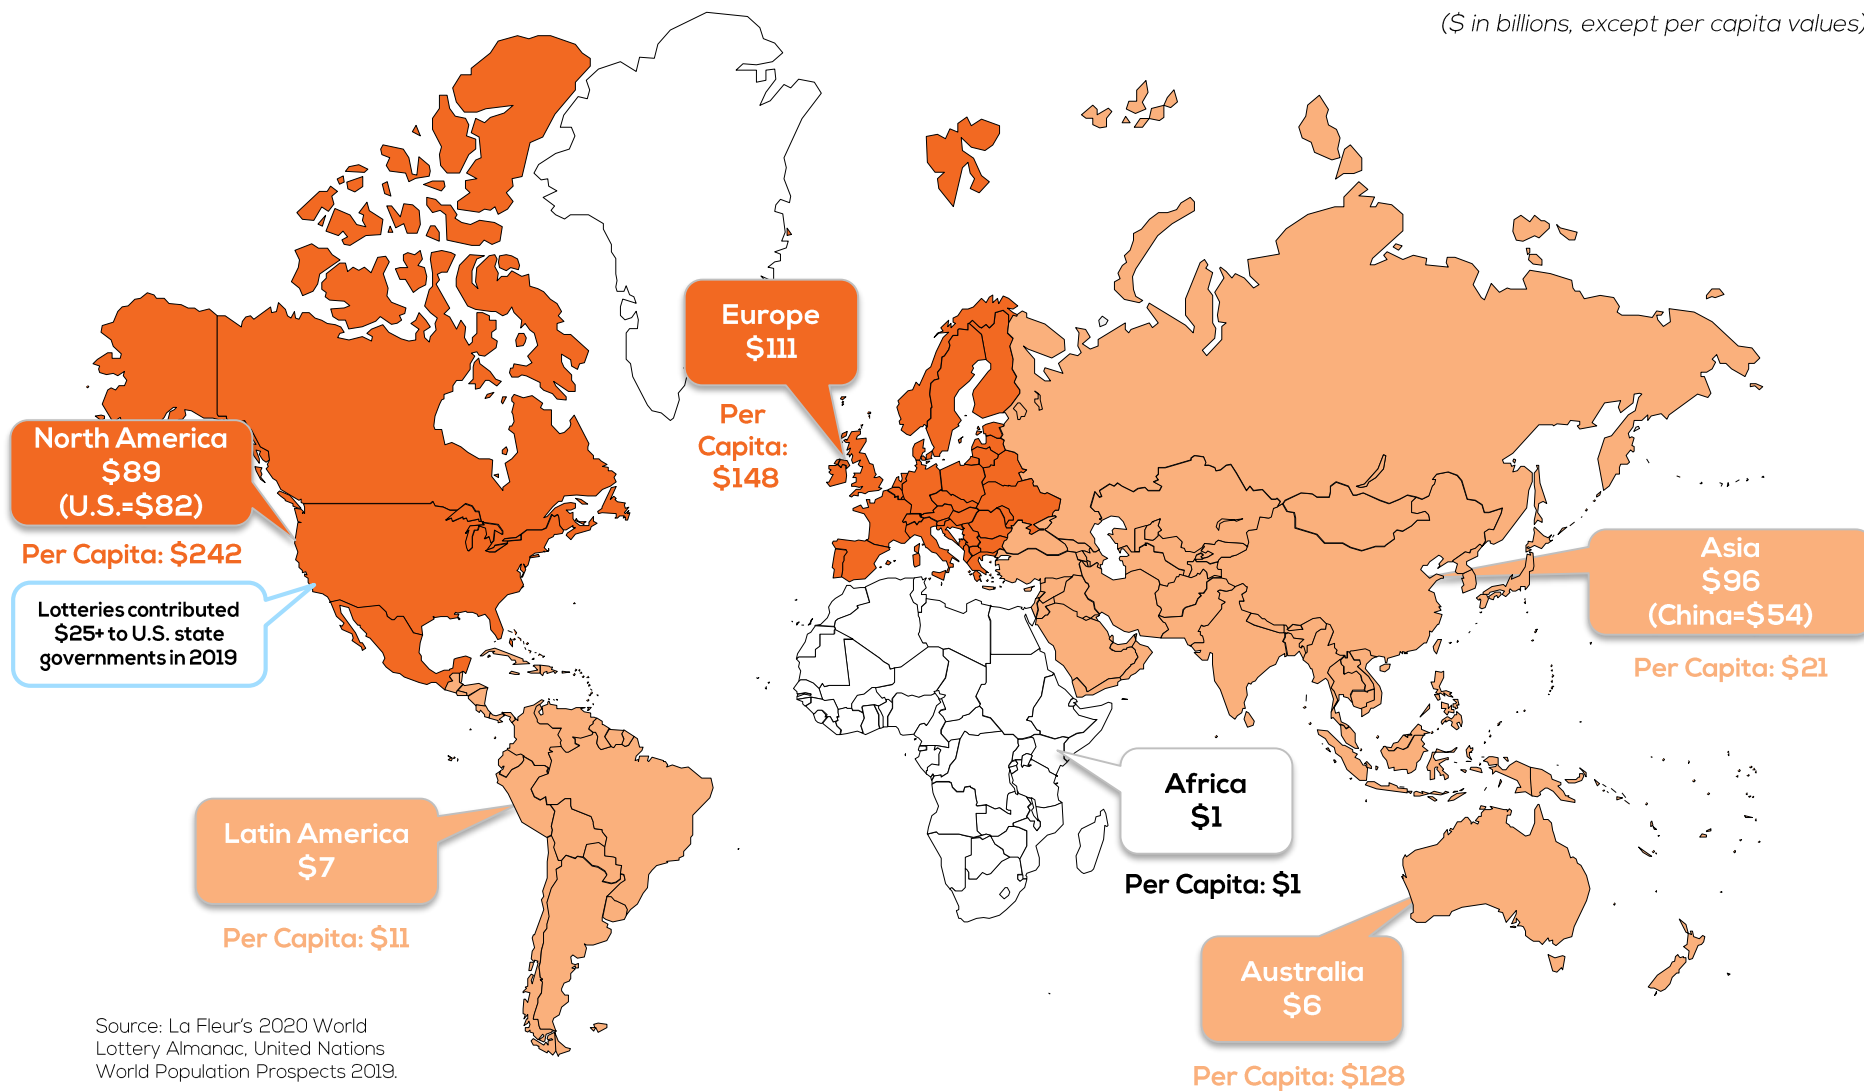 ($ in billions, except per capita values)
Europe
$111
Per
Capita:
$148
North America
$89
(U.S.=$82)
Per Capita: $242
Lotteries contributed
$25+ to U.S. state
governments in 2019
Asia
$96
(China=$54)
Per Capita: $21
Africa
$1
Per Capita: $1
Latin America
$7
Per Capita: $11
Australia
$6
Per Capita: $128
Source: La Fleur's 2020 World
Lottery Almanac, United Nations
World Population Prospects 2019.